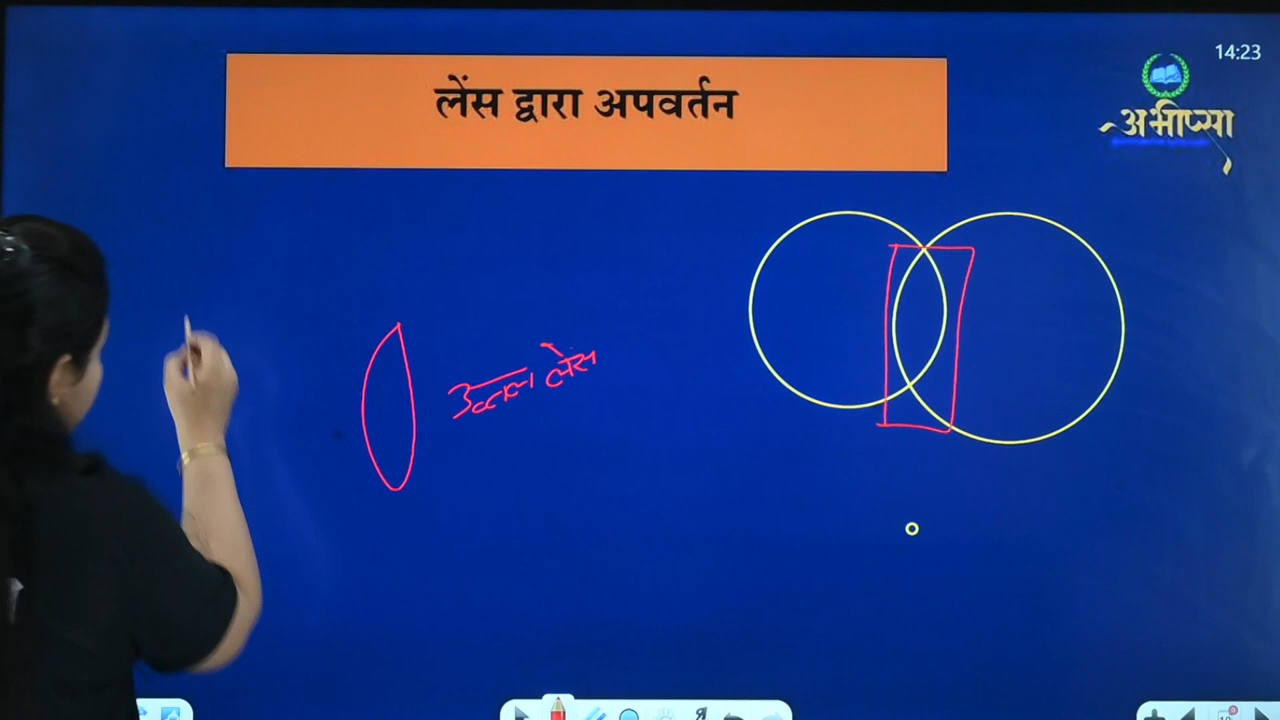 14:23
लेंस द्वारा अपवर्तन
अभीप्सा
उत्तल लेंस